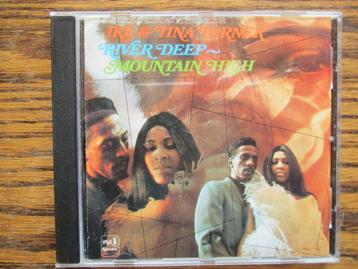 IKE & TINA TURNER
RIVER DEEP~
MOUNTAIN HIGH